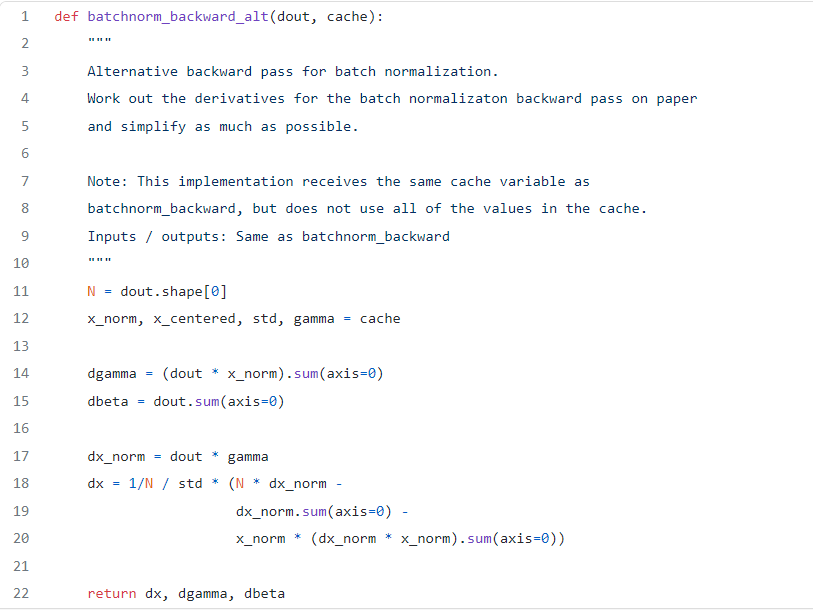 1 def batchnorm_backward_alt(dout, cache):
2     """
3     Alternative backward pass for batch normalization.
4     Work out the derivatives for the batch normalizaton backward pass on paper
5     and simplify as much as possible.
6
7     Note: This implementation receives the same cache variable as
8     batchnorm_backward, but does not use all of the values in the cache.
9     Inputs / outputs: Same as batchnorm_backward
10     """
11     N = dout.shape[0]
12     x_norm, x_centered, std, gamma = cache
13
14     dgamma = (dout * x_norm).sum(axis=0)
15     dbeta = dout.sum(axis=0)
16
17     dx_norm = dout * gamma
18     dx = 1/N / std * (N * dx_norm -
19                       dx_norm.sum(axis=0) -
20                       x_norm * (dx_norm * x_norm).sum(axis=0))
21
22     return dx, dgamma, dbeta